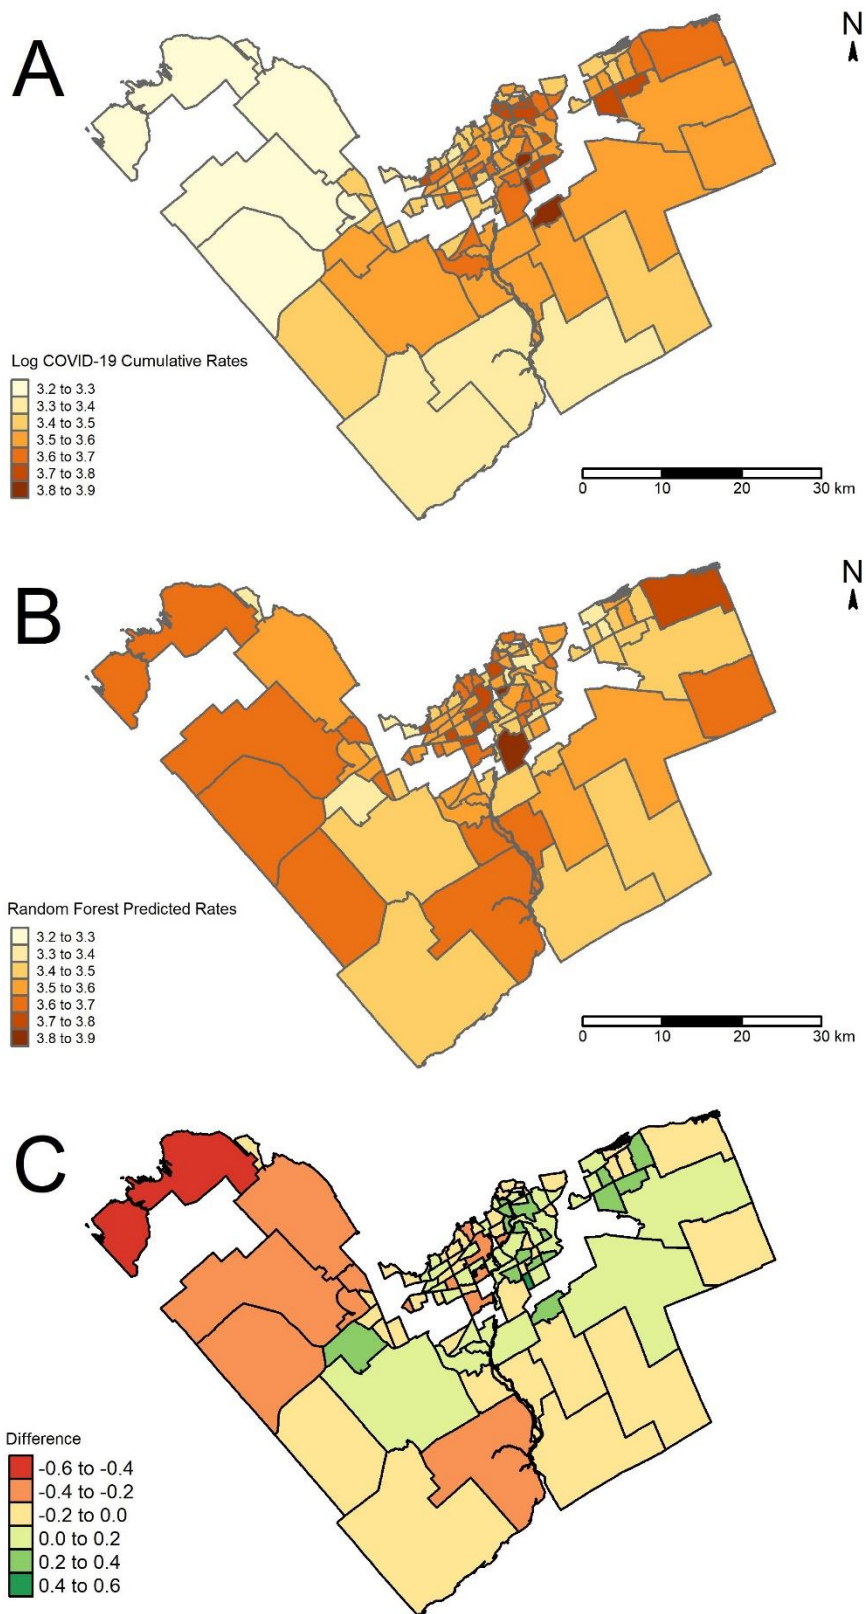 A
N
Log COVID-19 Cumulative Rates
3.2 to 3.3
3.3 to 3.4
3.4 to 3.5
3.5 to 3.6
3.6 to 3.7
3.7 to 3.8
3.8 to 3.9
0 10 20 30 km
B
N
Random Forest Predicted Rates
3.2 to 3.3
3.3 to 3.4
3.4 to 3.5
3.5 to 3.6
3.6 to 3.7
3.7 to 3.8
3.8 to 3.9
0 10 20 30 km
C
Difference
-0.6 to -0.4
-0.4 to -0.2
-0.2 to 0.0
0.0 to 0.2
0.2 to 0.4
0.4 to 0.6